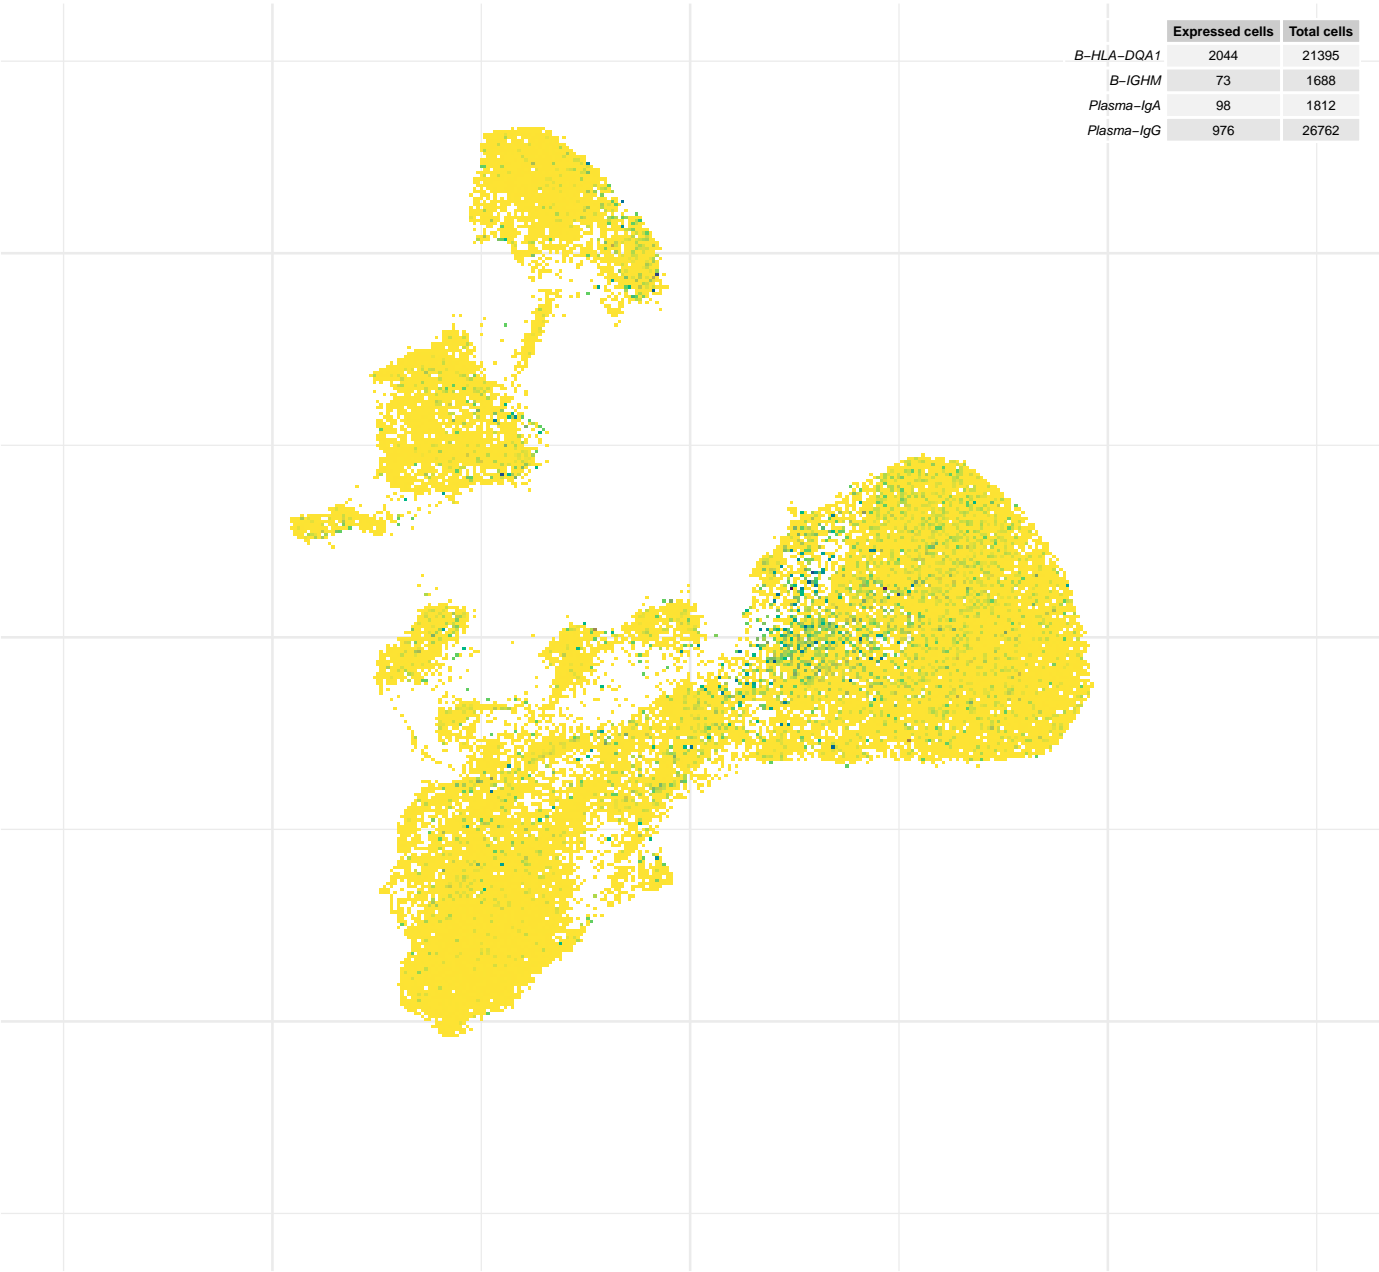 Expressed cells Total cells
B−HLA−DQA1 2044 21395
B−IGHM 73 1688
Plasma−IgA 98 1812
Plasma−IgG 976 26762